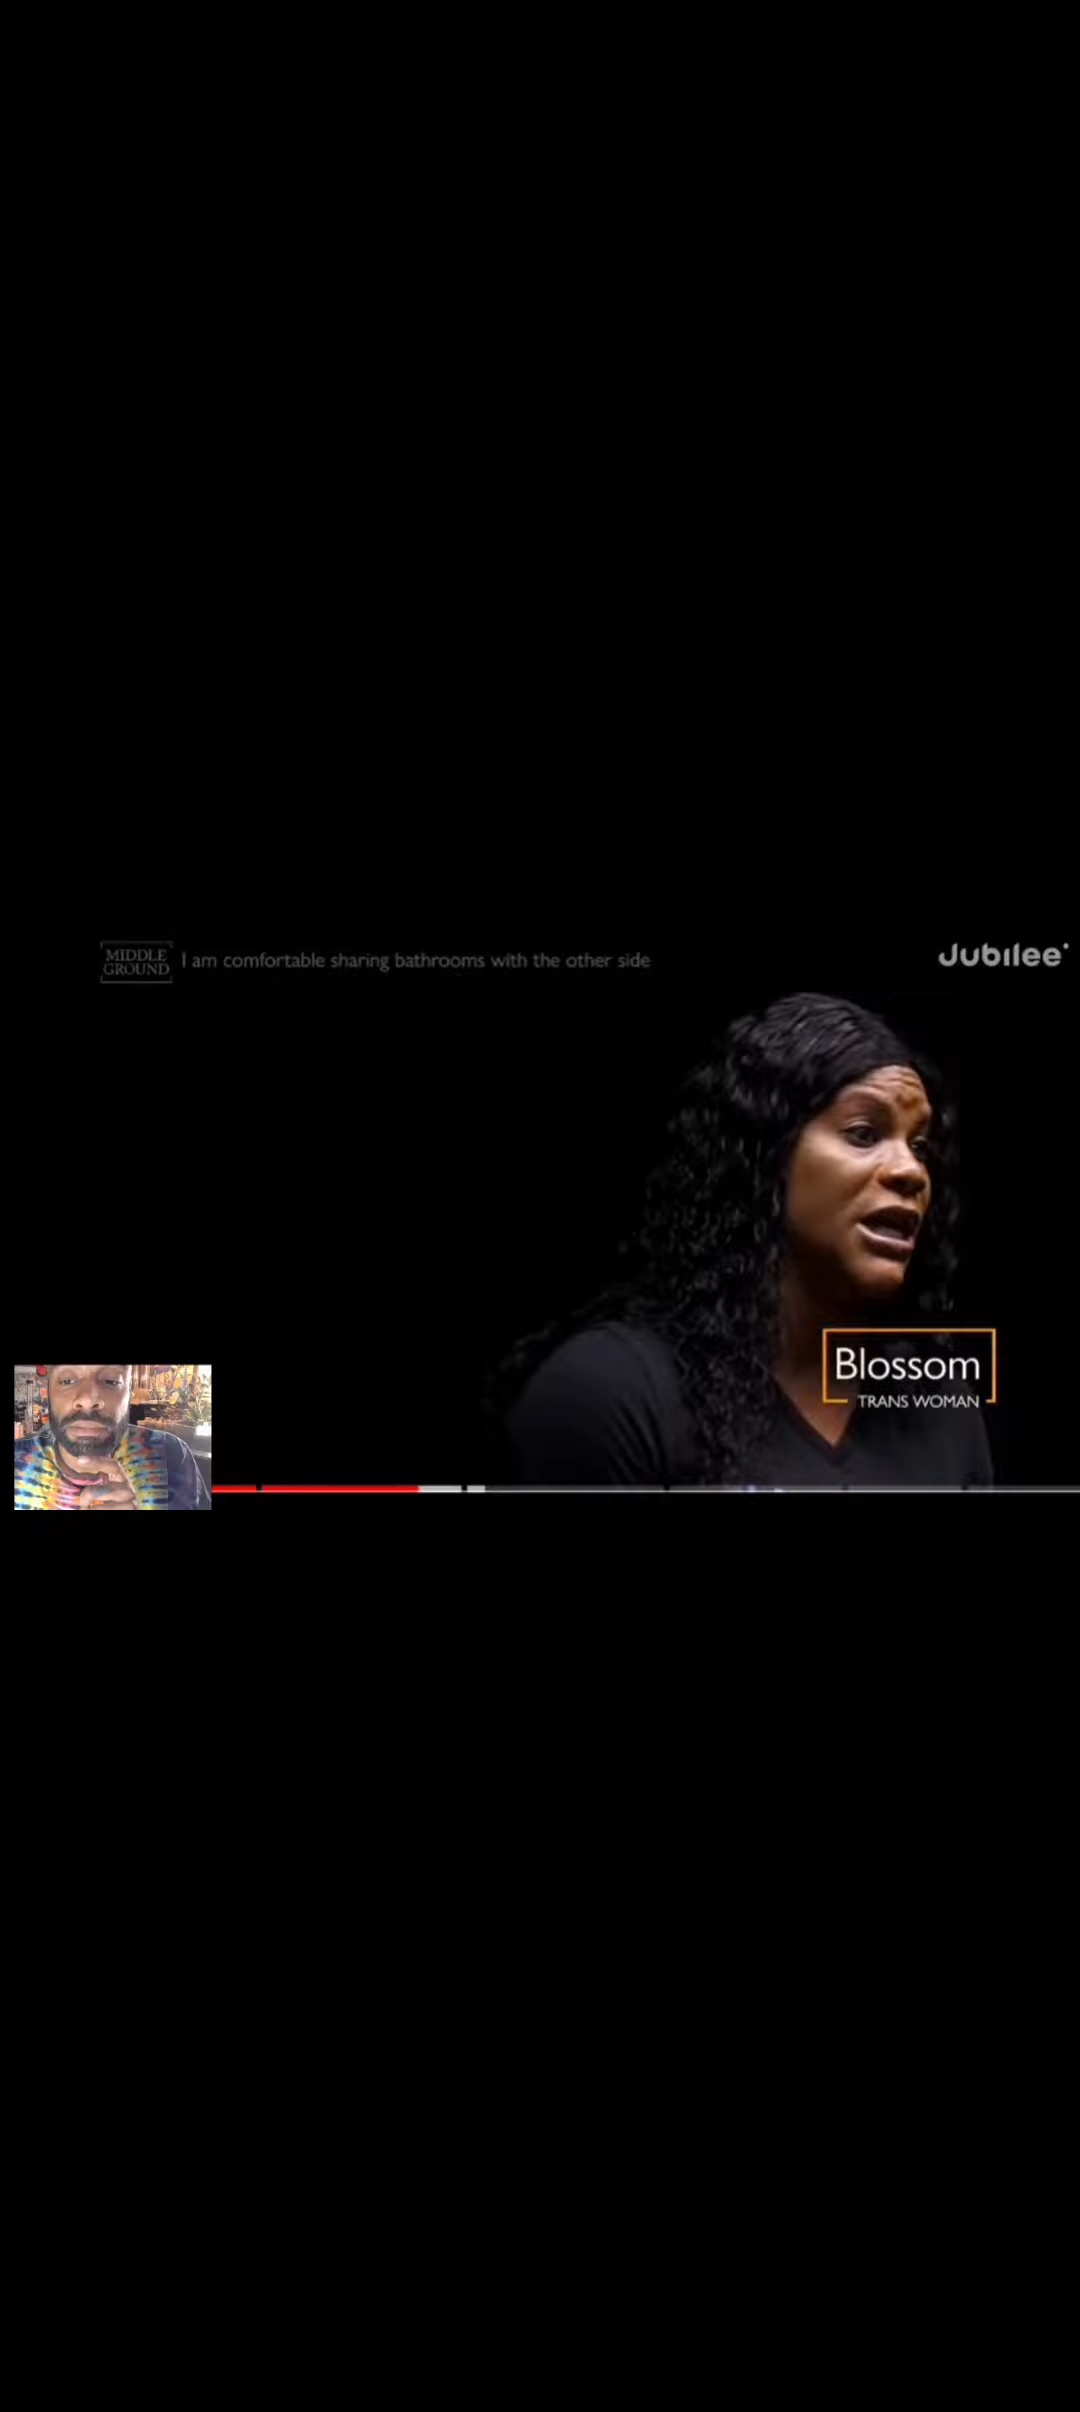 MIDDLE
GROUND
I am comfortable sharing bathrooms with the other side
Jubilee
Blossom
TRANS WOMAN